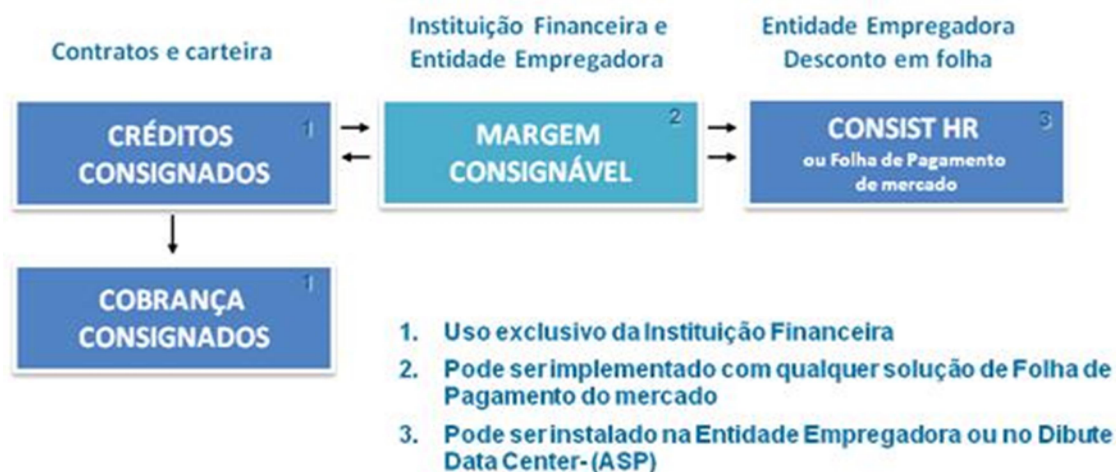 Contratos e carteira
Instituição Financeira e
Entidade Empregadora
Entidade Empregadora
Desconto em folha
CRÉDITOS
CONSIGNADOS
1
MARGEM
CONSIGNÁVEL
2
CONSIST HR
ou Folha de Pagamento
de mercado
3
COBRANÇA
CONSIGNADOS
1
1. Uso exclusivo da Instituição Financeira
2. Pode ser implementado com qualquer solução de Folha de
Pagamento do mercado
3. Pode ser instalado na Entidade Empregadora ou no Dibute
Data Center- (ASP)